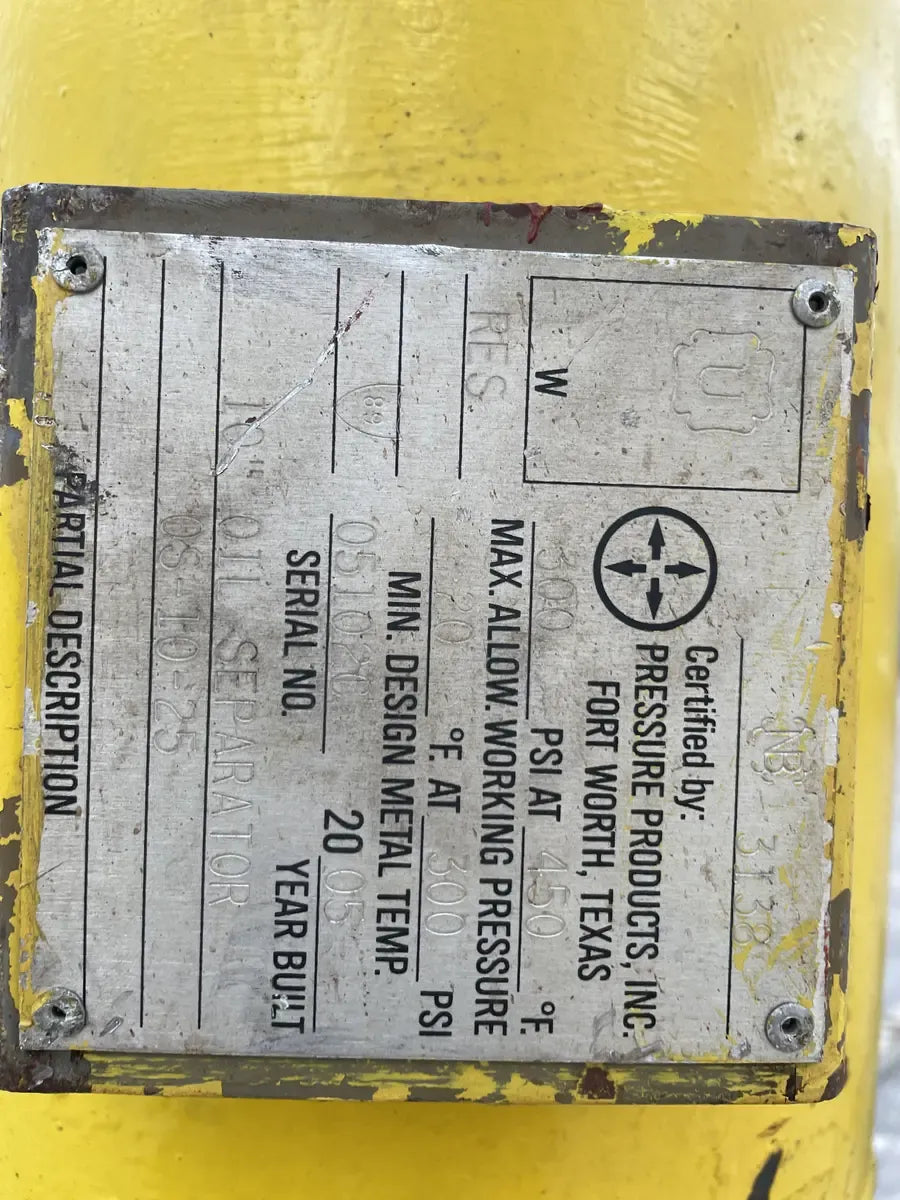 NB 3138
Certified by:
PRESSURE PRODUCTS, INC.
FORT WORTH, TEXAS
U
W
300 PSI AT 450 °F.
MAX. ALLOW. WORKING PRESSURE
RES
20 °F. AT 300 PSI
MIN. DESIGN METAL TEMP.
89
2005
SERIAL NO. YEAR BUILT
10" OIL SEPARATOR
OS-10-25
PARTIAL DESCRIPTION